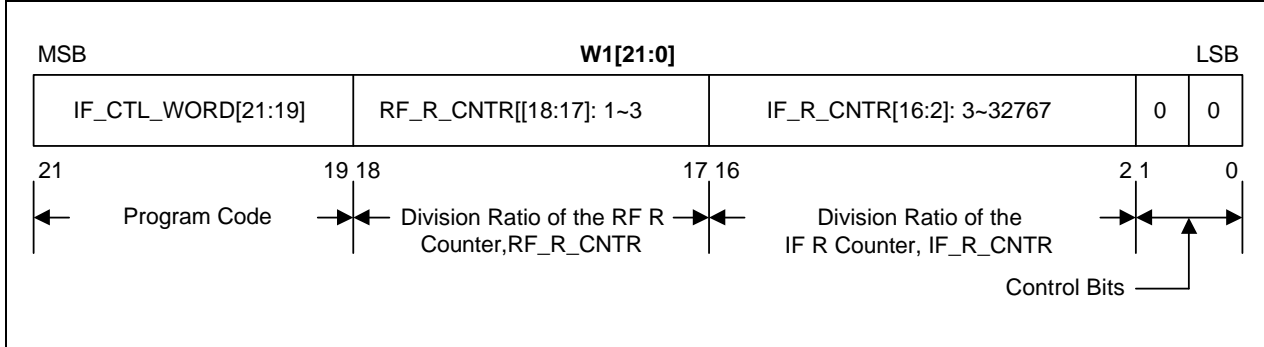 MSB W1[21:0] LSB
IF_CTL_WORD[21:19] RF_R_CNTR[[18:17]: 1~3 IF_R_CNTR[16:2]: 3~32767 0 0
21 19 18 17 16 2 1 0
Program Code Division Ratio of the RF R Division Ratio of the
Counter,RF_R_CNTR IF R Counter, IF_R_CNTR
Control Bits